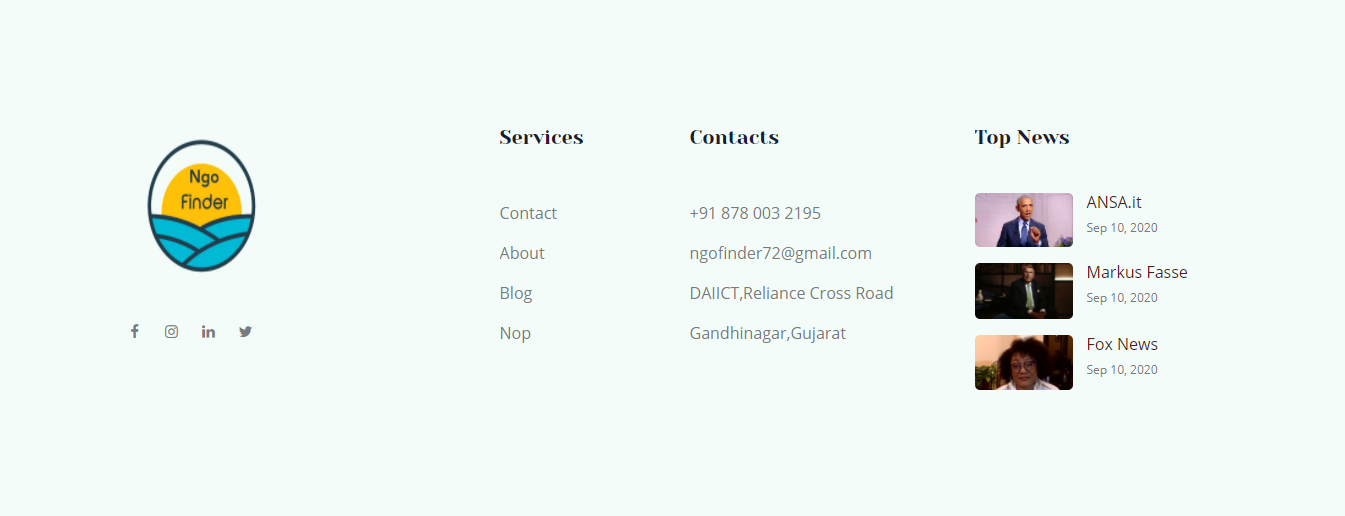 Ngo
Finder
Services
Contact
About
Blog
Nop
Contacts
+91 878 003 2195
ngofinder72@gmail.com
DAIICT,Reliance Cross Road
Gandhinagar,Gujarat
Top News
ANSA.it
Sep 10, 2020
Markus Fasse
Sep 10, 2020
Fox News
Sep 10, 2020